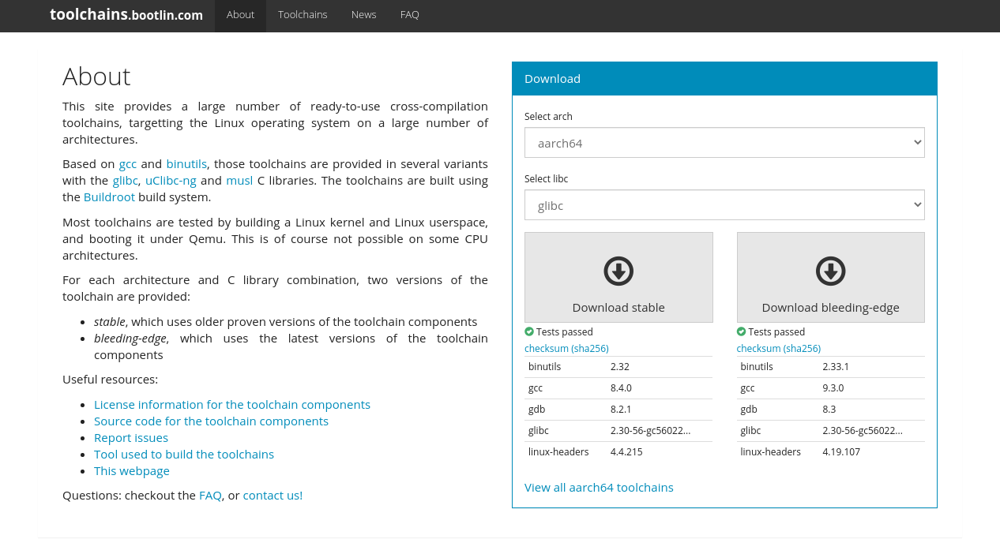 toolchains.bootlin.com About Toolchains News FAQ
About
This site provides a large number of ready-to-use cross-compilation
toolchains, targetting the Linux operating system on a large number of
architectures.
Based on gcc and binutils, those toolchains are provided in several variants
with the glibc, uClibc-ng and musl C libraries. The toolchains are built using
the Buildroot build system.
Most toolchains are tested by building a Linux kernel and Linux userspace,
and booting it under Qemu. This is of course not possible on some CPU
architectures.
For each architecture and C library combination, two versions of the
toolchain are provided:
• stable, which uses older proven versions of the toolchain components
• bleeding-edge, which uses the latest versions of the toolchain
components
Useful resources:
• License information for the toolchain components
• Source code for the toolchain components
• Report issues
• Tool used to build the toolchains
• This webpage
Questions: checkout the FAQ, or contact us!
Download
Select arch
aarch64
Select libc
glibc
Download stable
Tests passed
checksum (sha256)
binutils 2.32
gcc 8.4.0
gdb 8.2.1
glibc 2.30-56-gc56022...
linux-headers 4.4.215
Download bleeding-edge
Tests passed
checksum (sha256)
binutils 2.33.1
gcc 9.3.0
gdb 8.3
glibc 2.30-56-gc56022...
linux-headers 4.19.107
View all aarch64 toolchains